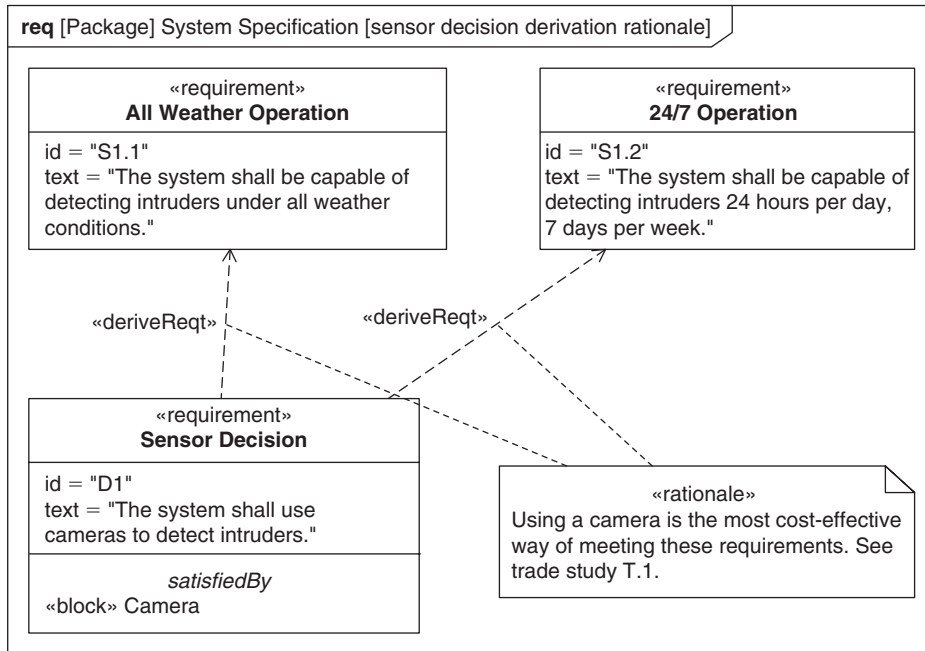 req [Package] System Specification [sensor decision derivation rationale]
«requirement»
All Weather Operation
id = "S1.1"
text = "The system shall be capable of
detecting intruders under all weather
conditions."
«requirement»
24/7 Operation
id = "S1.2"
text = "The system shall be capable of
detecting intruders 24 hours per day,
7 days per week."
«deriveReqt»
«deriveReqt»
«requirement»
Sensor Decision
id = "D1"
text = "The system shall use
cameras to detect intruders."
satisfiedBy
«block» Camera
«rationale»
Using a camera is the most cost-effective
way of meeting these requirements. See
trade study T.1.